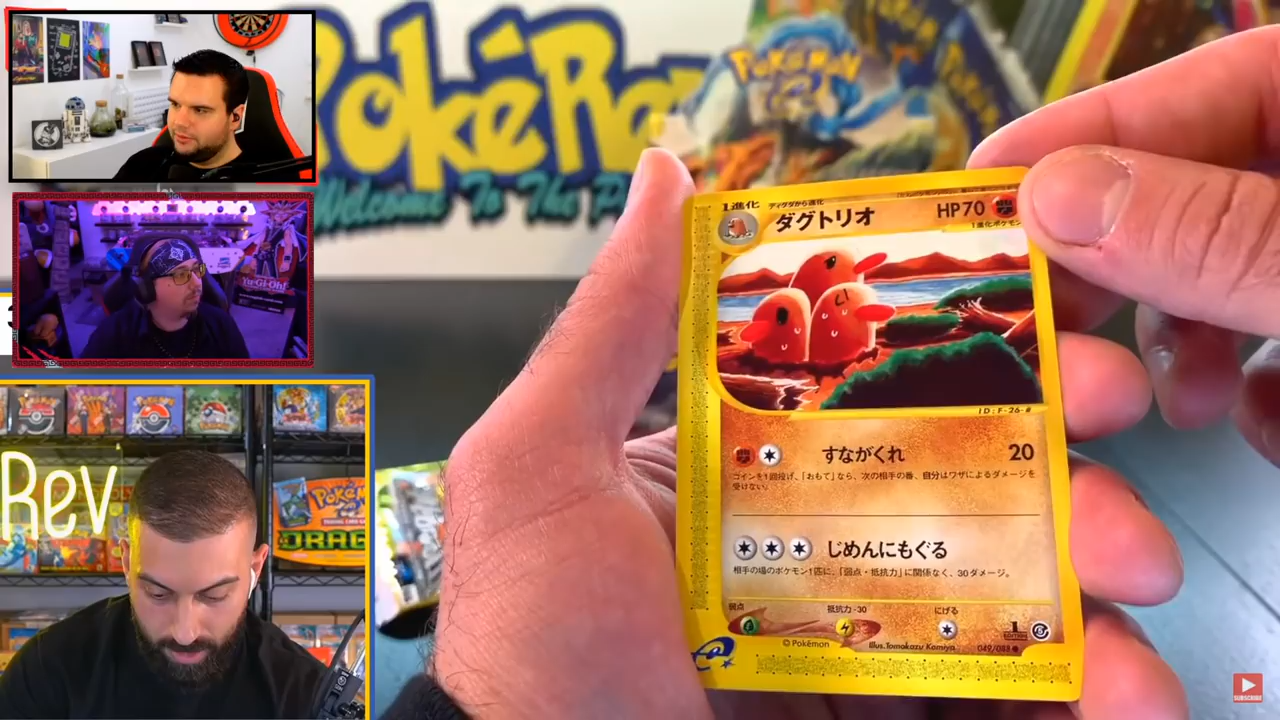 PokéRev
Welcome To The
POKÉMON
Yu-Gi-Oh!
Rev
POKÉMON
DRAG
1進化
ディグダから進化
ダグトリオ
HP70
1進化ポケモン
ID:F-26-#
すながくれ
20
コインを1回投げ、「おもて」なら、次の相手の番、自分はワザによるダメージを
受けない。
じめんにもぐる
相手の場のポケモン1匹に、「弱点・抵抗力」に関係なく、30ダメージ。
弱点
抵抗力-30
にげる
1
EDITION
© Pokémon
Illus.Tomokazu Komiya
049/088
e
SUBSCRIBE